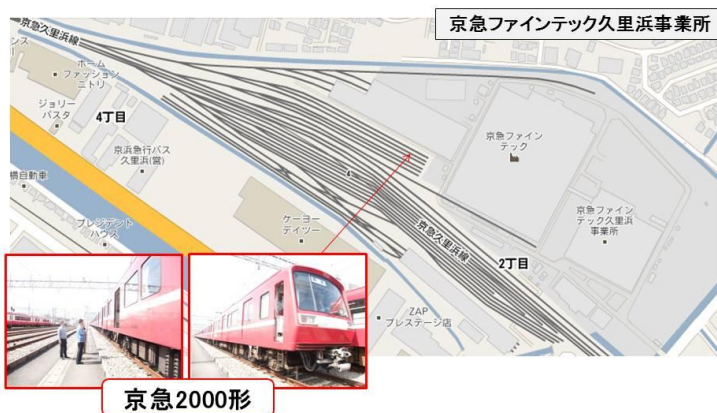 京急ファインテック久里浜事業所
京急久里浜線
ホーム
ファッション
ニトリ
ジョリー
パスタ
4丁目
京浜急行バス
久里浜(営)
プレジデント
ハウス
ケーヨー
デイツー
京急ファイン
テック
京急ファイン
テック久里浜
事業所
京急久里浜線
2丁目
ZAP
プレステージ店
京急2000形